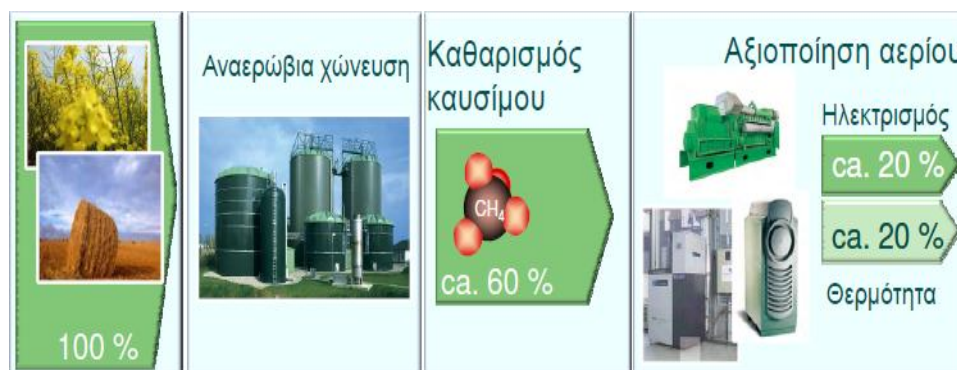 100 %
Αναερώβια χώνευση
Καθαρισμός
καυσίμου
CH4
ca. 60 %
Αξιοποίηση αερίου
Ηλεκτρισμός
ca. 20 %
ca. 20 %
Θερμότητα